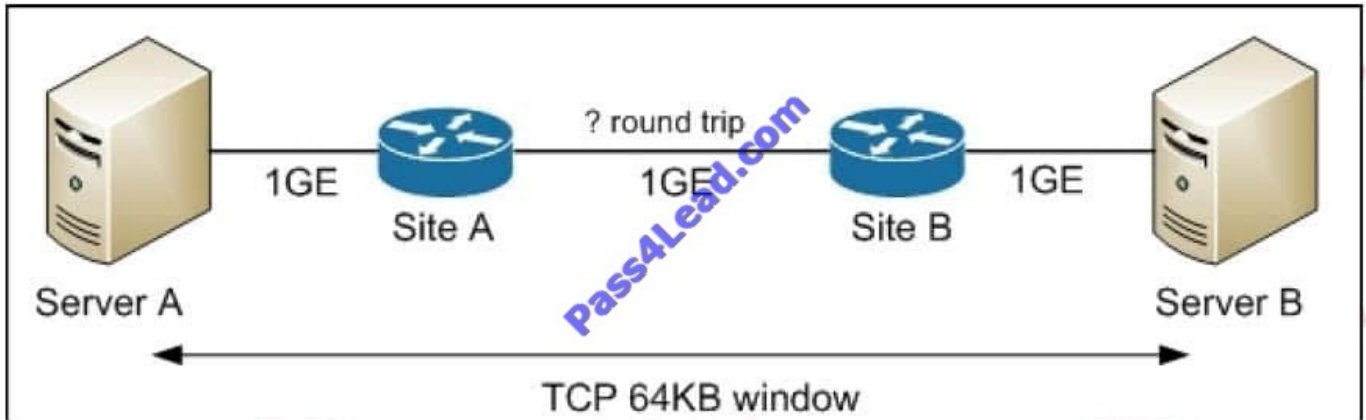 ? round trip
1GE
1GE
1GE
Site A
Site B
Server A
Server B
TCP 64KB window
Pass4Lead.com